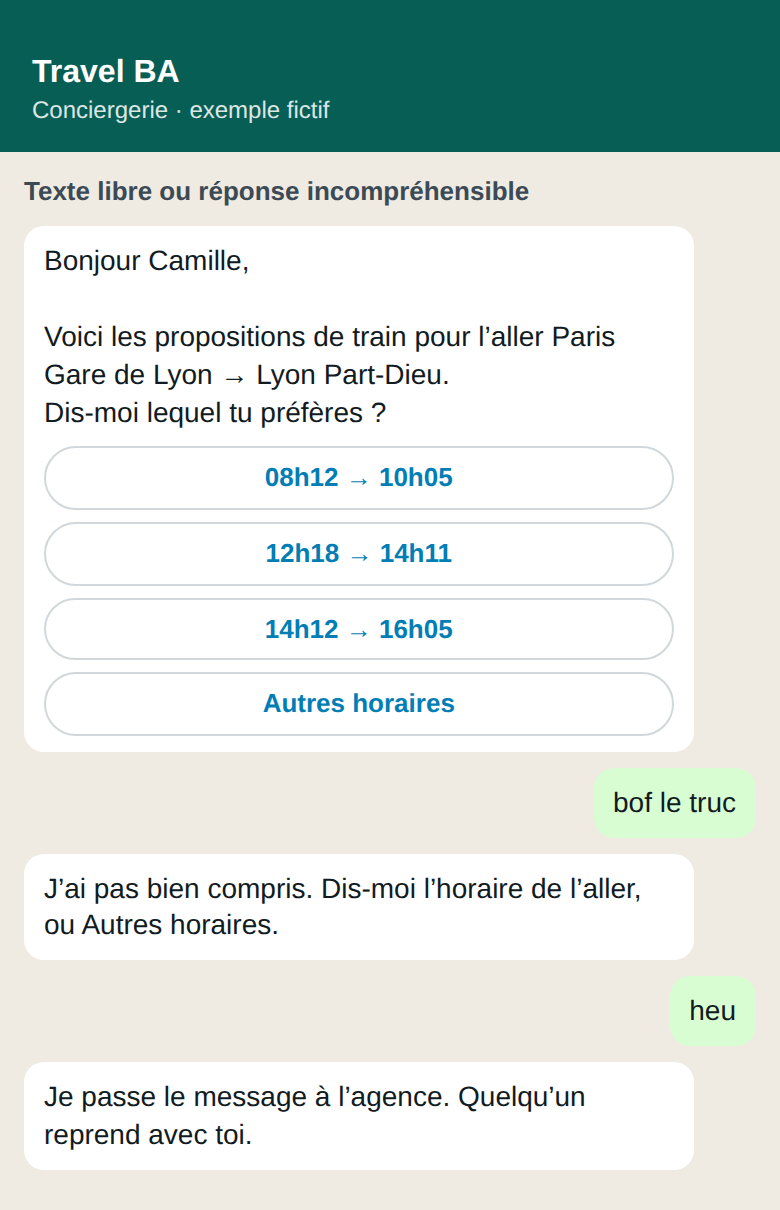 Travel BA
Conciergerie · exemple fictif
Texte libre ou réponse incompréhensible
Bonjour Camille,
Voici les propositions de train pour l’aller Paris
Gare de Lyon → Lyon Part-Dieu.
Dis-moi lequel tu préfères ?
08h12 → 10h05
12h18 → 14h11
14h12 → 16h05
Autres horaires
bof le truc
J’ai pas bien compris. Dis-moi l’horaire de l’aller,
ou Autres horaires.
heu
Je passe le message à l’agence. Quelqu’un
reprend avec toi.